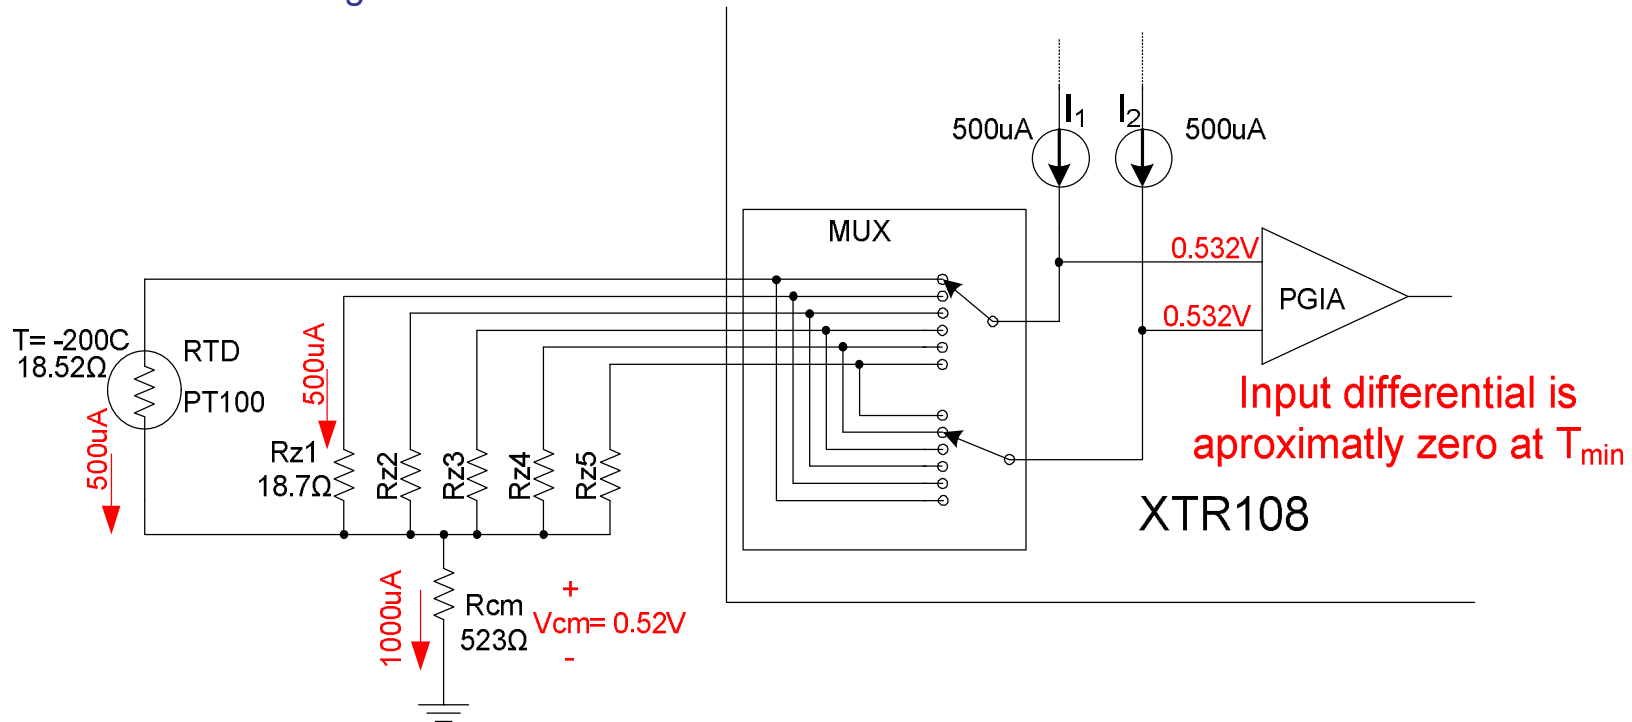 I1
I2
500uA
500uA
MUX
0.532V
0.532V
PGIA
T= -200C
18.52Ω
RTD
PT100
500uA
500uA
Rz1
18.7Ω
Rz2
Rz3
Rz4
Rz5
Input differential is
aproximatly zero at Tmin
XTR108
1000uA
Rcm
523Ω
+
Vcm= 0.52V
-